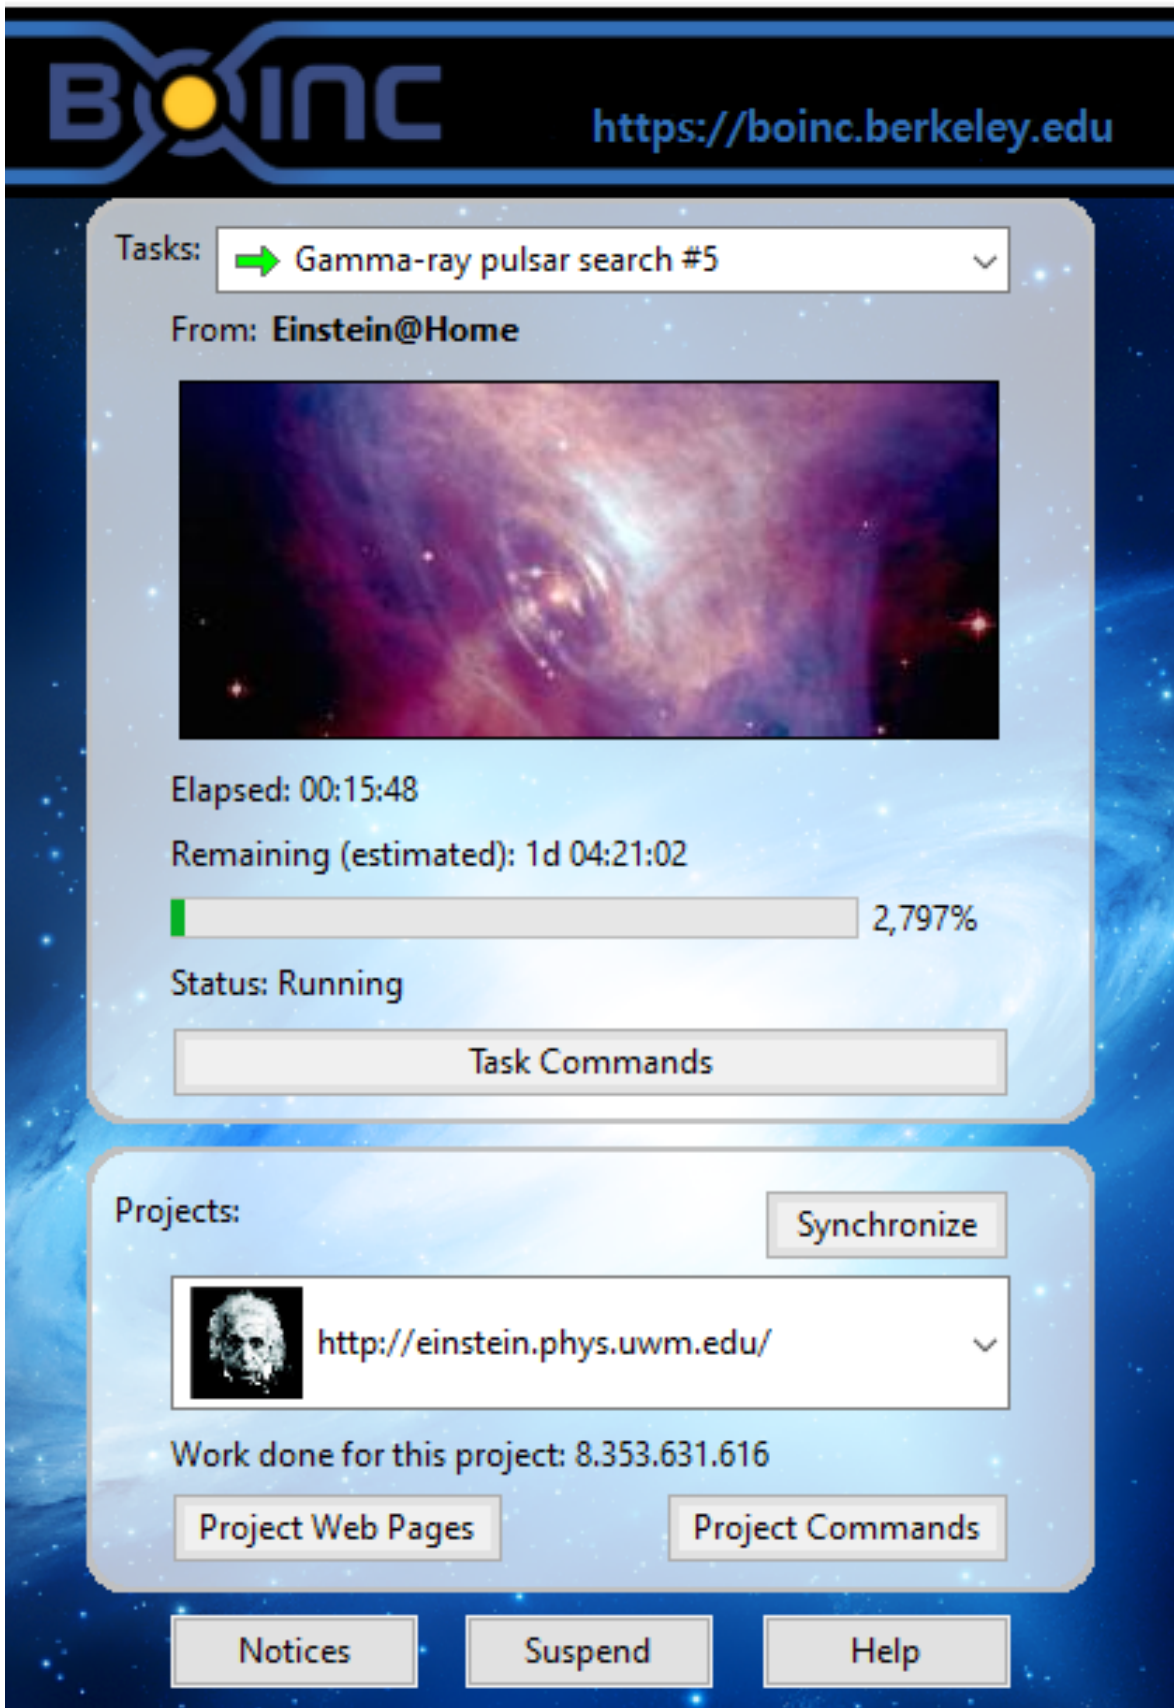 BOINC
https://boinc.berkeley.edu
Tasks: Gamma-ray pulsar search #5
From: Einstein@Home
Elapsed: 00:15:48
Remaining (estimated): 1d 04:21:02
2,797%
Status: Running
Task Commands
Projects:
Synchronize
http://einstein.phys.uwm.edu/
Work done for this project: 8.353.631.616
Project Web Pages
Project Commands
Notices
Suspend
Help